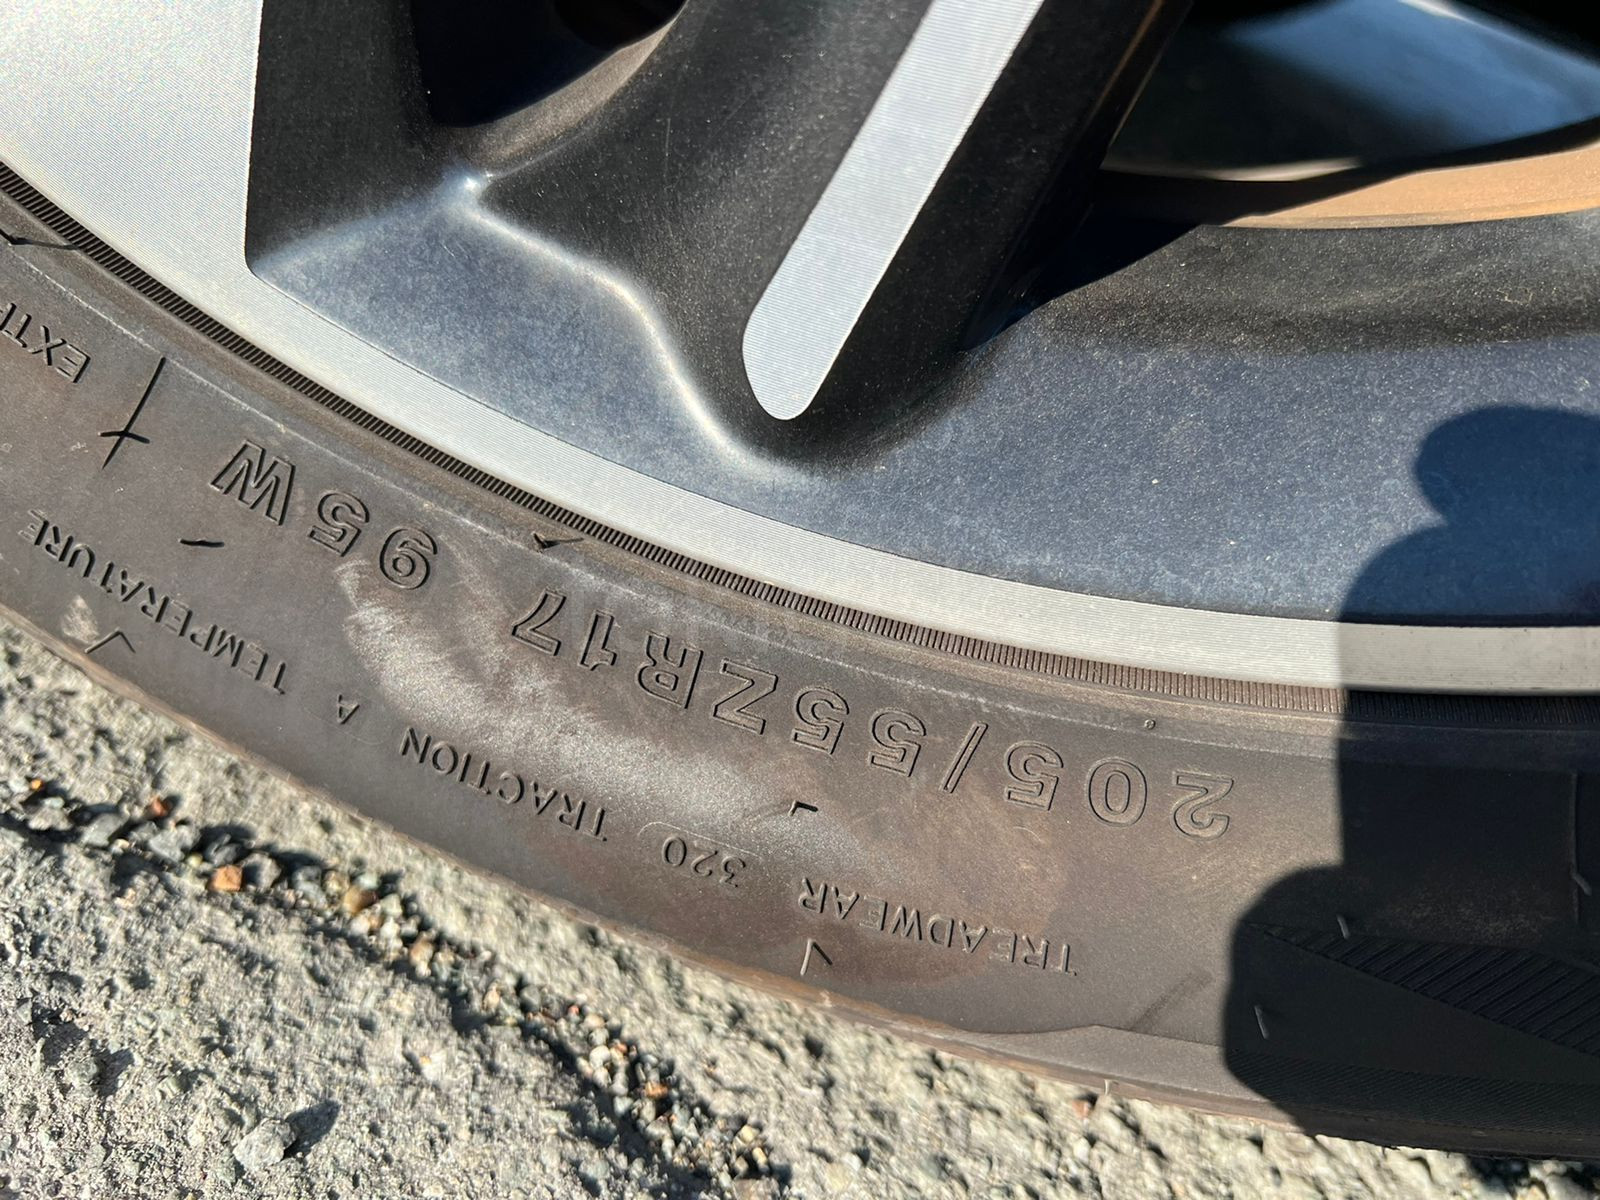 205/55ZR17 95W
TREADWEAR 320 TRACTION A TEMPERATURE